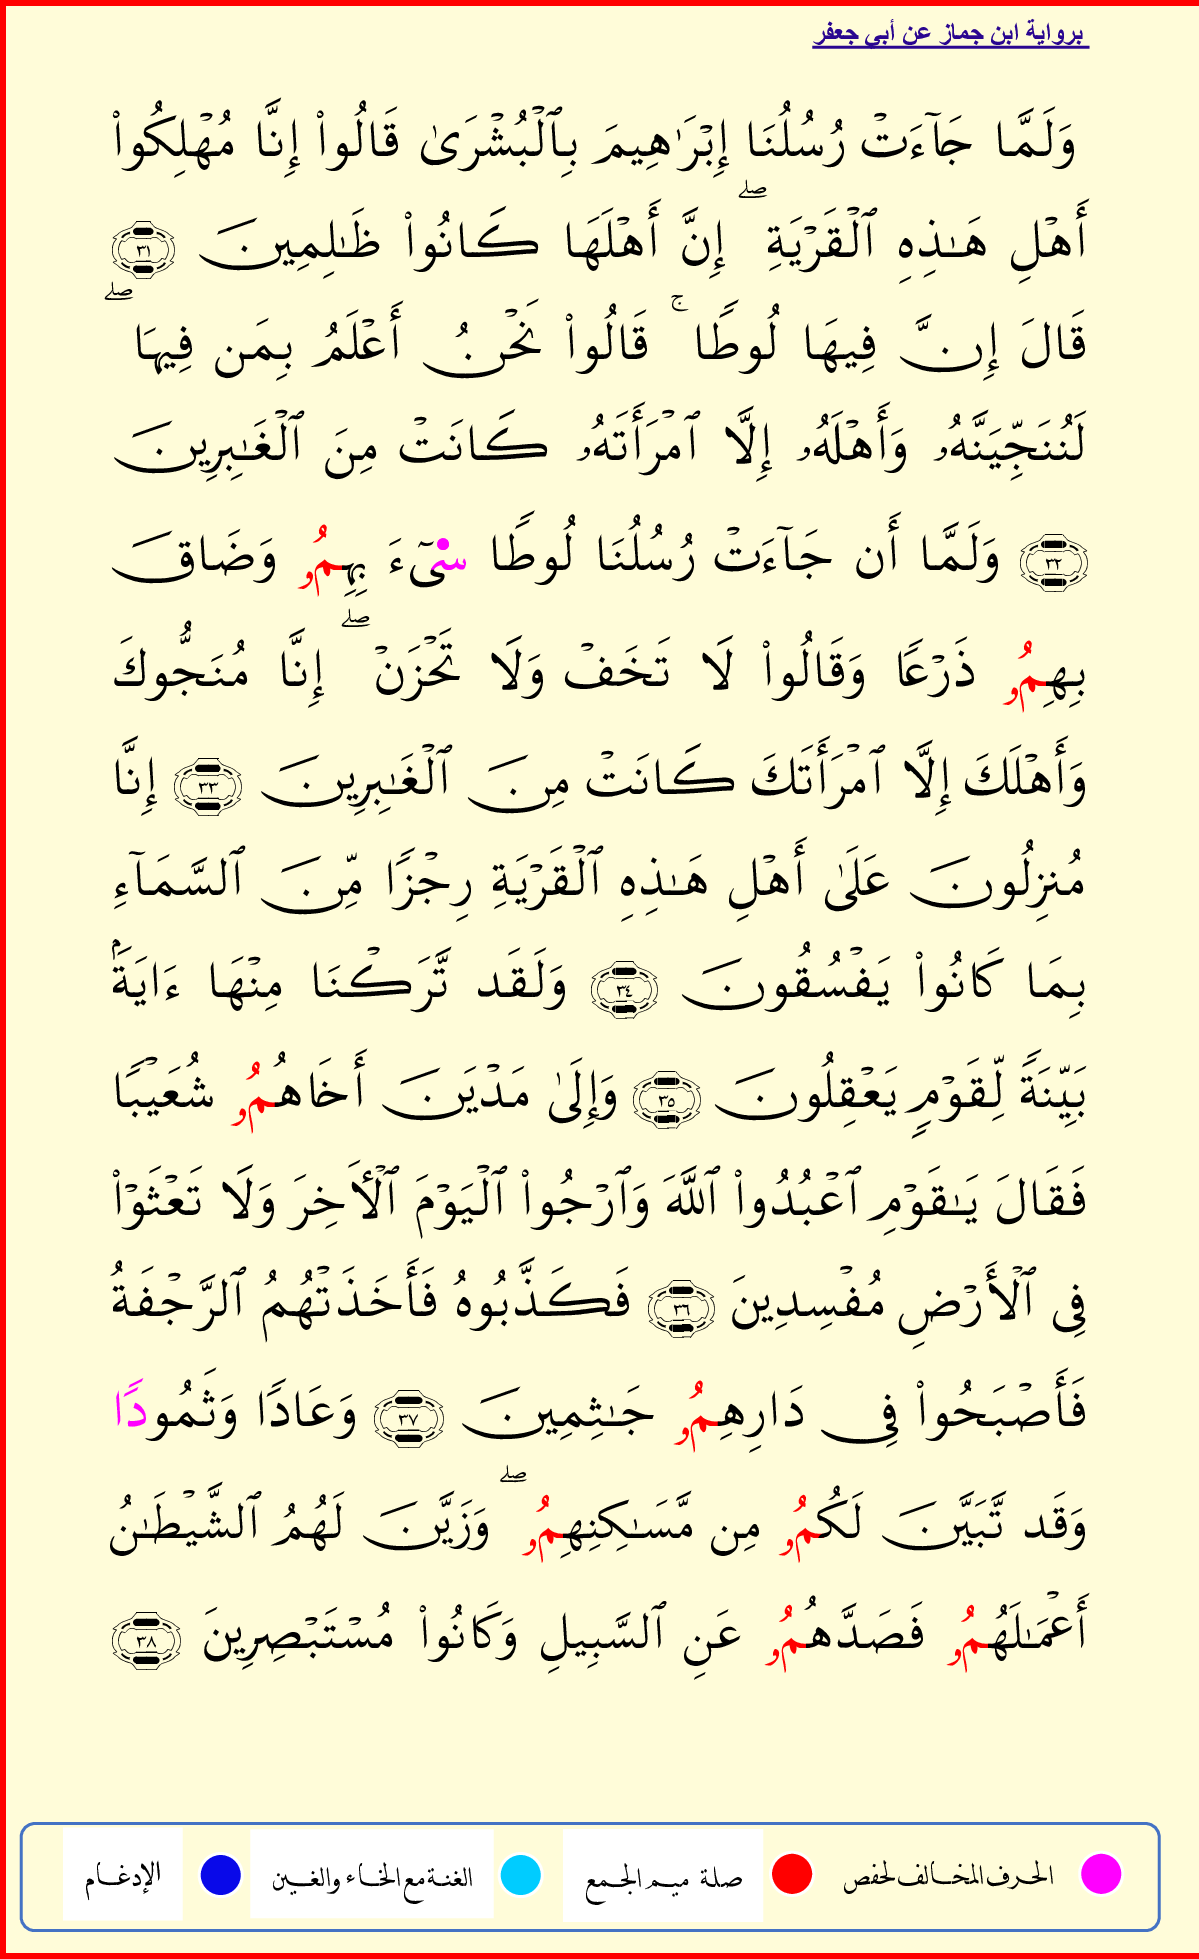 برواية ابن جماز عن أبي جعفر
وَلَمَّا جَآءَتْ رُسُلُنَا إِبْرَٰهِيمَ بِٱلْبُشْرَىٰ قَالُوا۟ إِنَّا مُهْلِكُوا۟
أَهْلِ هَـٰذِهِ ٱلْقَرْيَةِ ۖ إِنَّ أَهْلَهَا كَانُوا۟ ظَـٰلِمِينَ ٣١
قَالَ إِنَّ فِيهَا لُوطًا ۚ قَالُوا۟ نَحْنُ أَعْلَمُ بِمَن فِيهَا ۖ
لَنُنَجِّيَنَّهُۥ وَأَهْلَهُۥ إِلَّا ٱمْرَأَتَهُۥ كَانَتْ مِنَ ٱلْغَـٰبِرِينَ
٣٢ وَلَمَّا أَن جَآءَتْ رُسُلُنَا لُوطًا سِۓءَ بِهِمُۥ وَضَاقَ
بِهِمُۥ ذَرْعًا وَقَالُوا۟ لَا تَخَفْ وَلَا تَحْزَنْ ۖ إِنَّا مُنَجُّوكَ
وَأَهْلَكَ إِلَّا ٱمْرَأَتَكَ كَانَتْ مِنَ ٱلْغَـٰبِرِينَ ٣٣ إِنَّا
مُنزِلُونَ عَلَىٰ أَهْلِ هَـٰذِهِ ٱلْقَرْيَةِ رِجْزًا مِّنَ ٱلسَّمَآءِ
بِمَا كَانُوا۟ يَفْسُقُونَ ٣٤ وَلَقَد تَّرَكْنَا مِنْهَا ءَايَةَۢ
بَيِّنَةً لِّقَوْمٍ يَعْقِلُونَ ٣٥ وَإِلَىٰ مَدْيَنَ أَخَاهُمُۥ شُعَيْبًا
فَقَالَ يَـٰقَوْمِ ٱعْبُدُوا۟ ٱللَّهَ وَٱرْجُوا۟ ٱلْيَوْمَ ٱلْـَٔاخِرَ وَلَا تَعْثَوْا۟
فِى ٱلْأَرْضِ مُفْسِدِينَ ٣٦ فَكَذَّبُوهُ فَأَخَذَتْهُمُ ٱلرَّجْفَةُ
فَأَصْبَحُوا۟ فِى دَارِهِمُۥ جَـٰثِمِينَ ٣٧ وَعَادًا وَثَمُودًا
وَقَد تَّبَيَّنَ لَكُمُۥ مِن مَّسَـٰكِنِهِمُۥ ۖ وَزَيَّنَ لَهُمُ ٱلشَّيْطَـٰنُ
أَعْمَـٰلَهُمُۥ فَصَدَّهُمُۥ عَنِ ٱلسَّبِيلِ وَكَانُوا۟ مُسْتَبْصِرِينَ ٣٨
الحرف المخالف لحفص صلة ميم الجمع الغنة مع الخاء والغين الإدغام